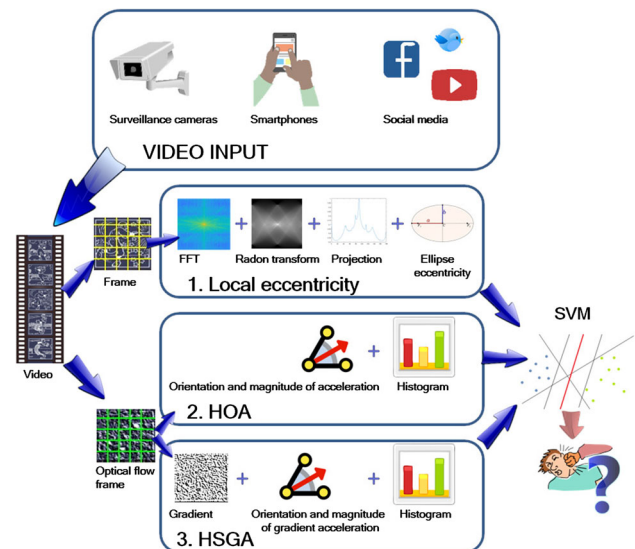 Surveillance cameras
Smartphones
Social media
VIDEO INPUT
FFT
Radon transform
Projection
Ellipse
eccentricity
1. Local eccentricity
Frame
Video
SVM
Orientation and magnitude of acceleration
Histogram
2. HOA
Optical flow
frame
Gradient
Orientation and magnitude
of gradient acceleration
Histogram
3. HSGA